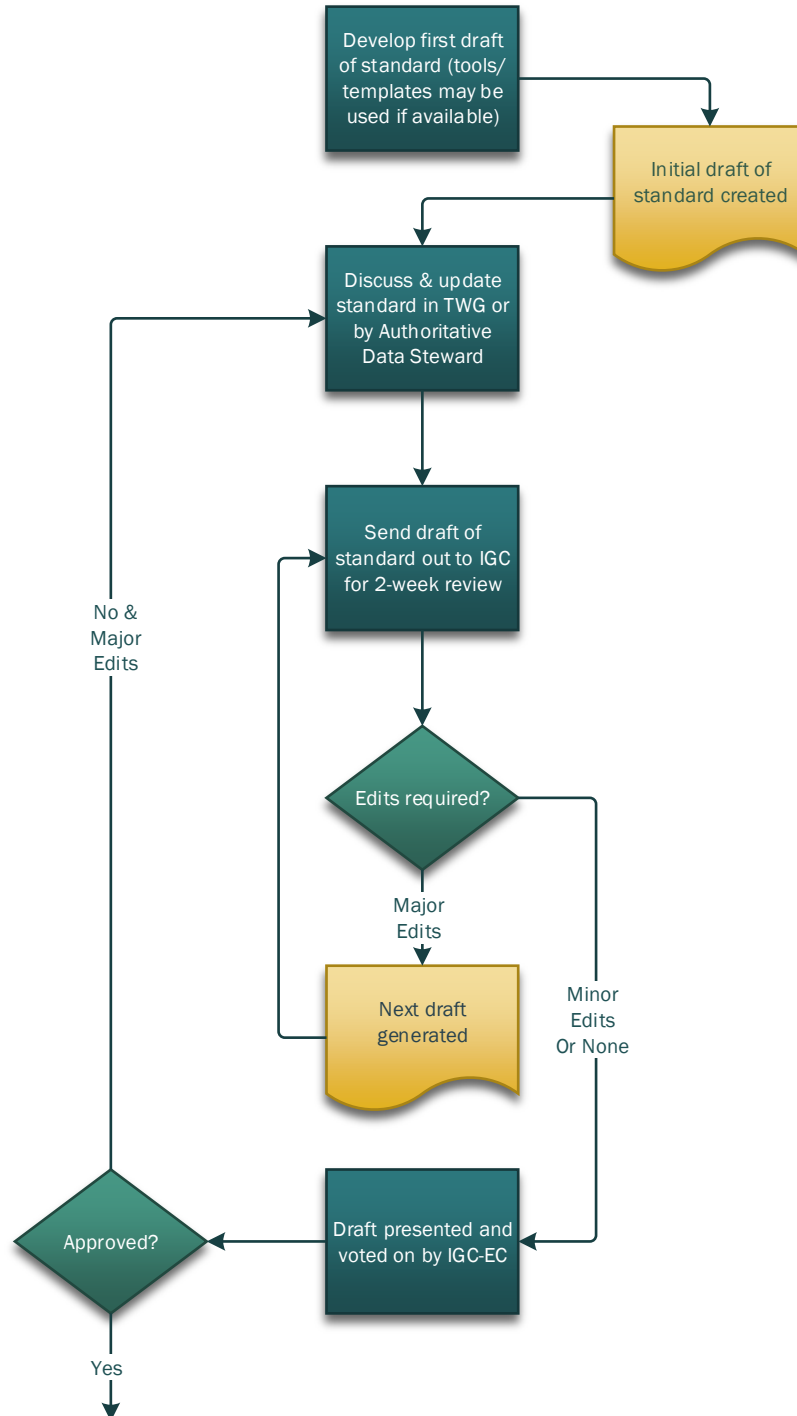 Develop first draft
of standard (tools/
templates may be
used if available)
Initial draft of
standard created
Discuss & update
standard in TWG or
by Authoritative
Data Steward
Send draft of
standard out to IGC
for 2-week review
No &
Major
Edits
Edits required?
Major
Edits
Minor
Edits
Or None
Next draft
generated
Draft presented and
voted on by IGC-EC
Approved?
Yes